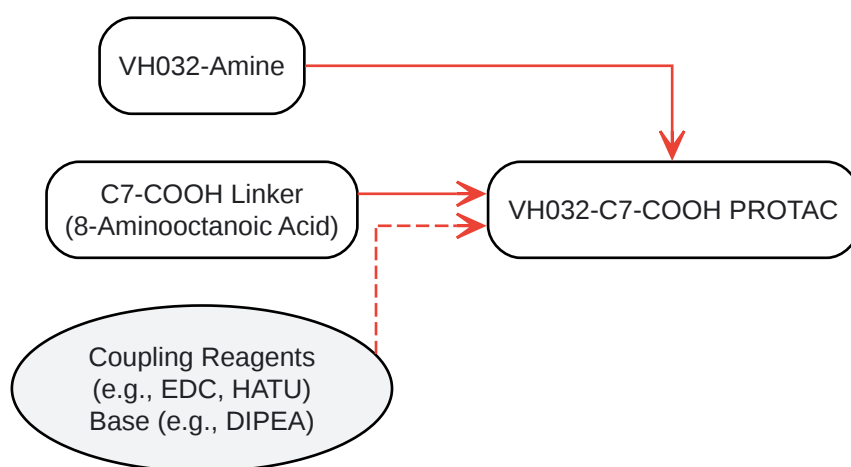 VH032-Amine
C7-COOH Linker
(8-Aminooctanoic Acid)
VH032-C7-COOH PROTAC
Coupling Reagents
(e.g., EDC, HATU)
Base (e.g., DIPEA)